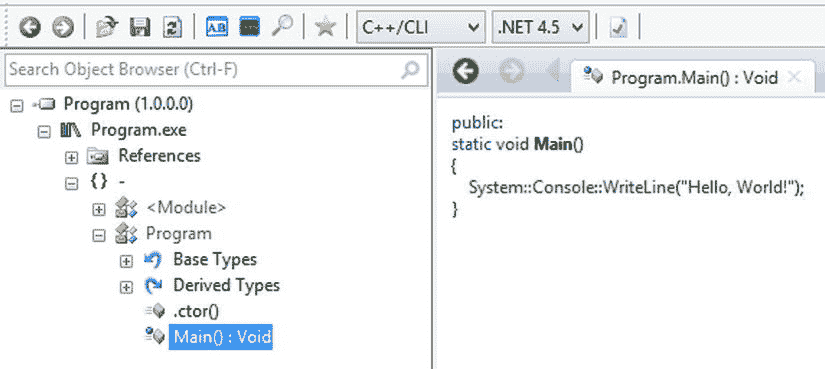 C++/CLI
.NET 4.5
Search Object Browser (Ctrl-F)
Program (1.0.0.0)
Program.exe
References
{ } -
<Module>
Program
Base Types
Derived Types
.ctor()
Main() : Void
Program.Main() : Void
public:
static void Main()
{
System::Console::WriteLine("Hello, World!");
}